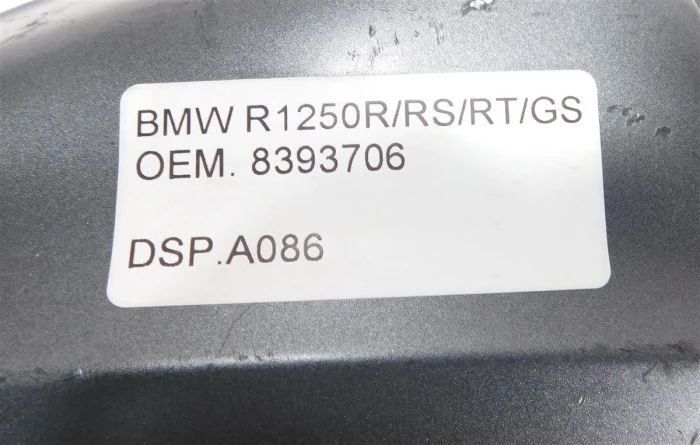 BMW R1250R/RS/RT/GS
OEM. 8393706
DSP.A086